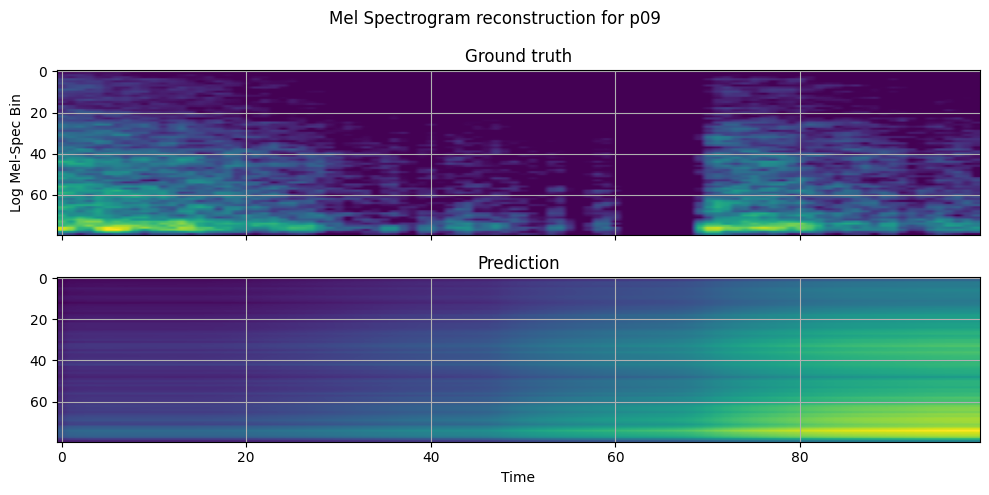 Mel Spectrogram reconstruction for p09
Ground truth
Log Mel-Spec Bin
0
20
40
60
Prediction
0
20
40
60
0 20 40 60 80
Time